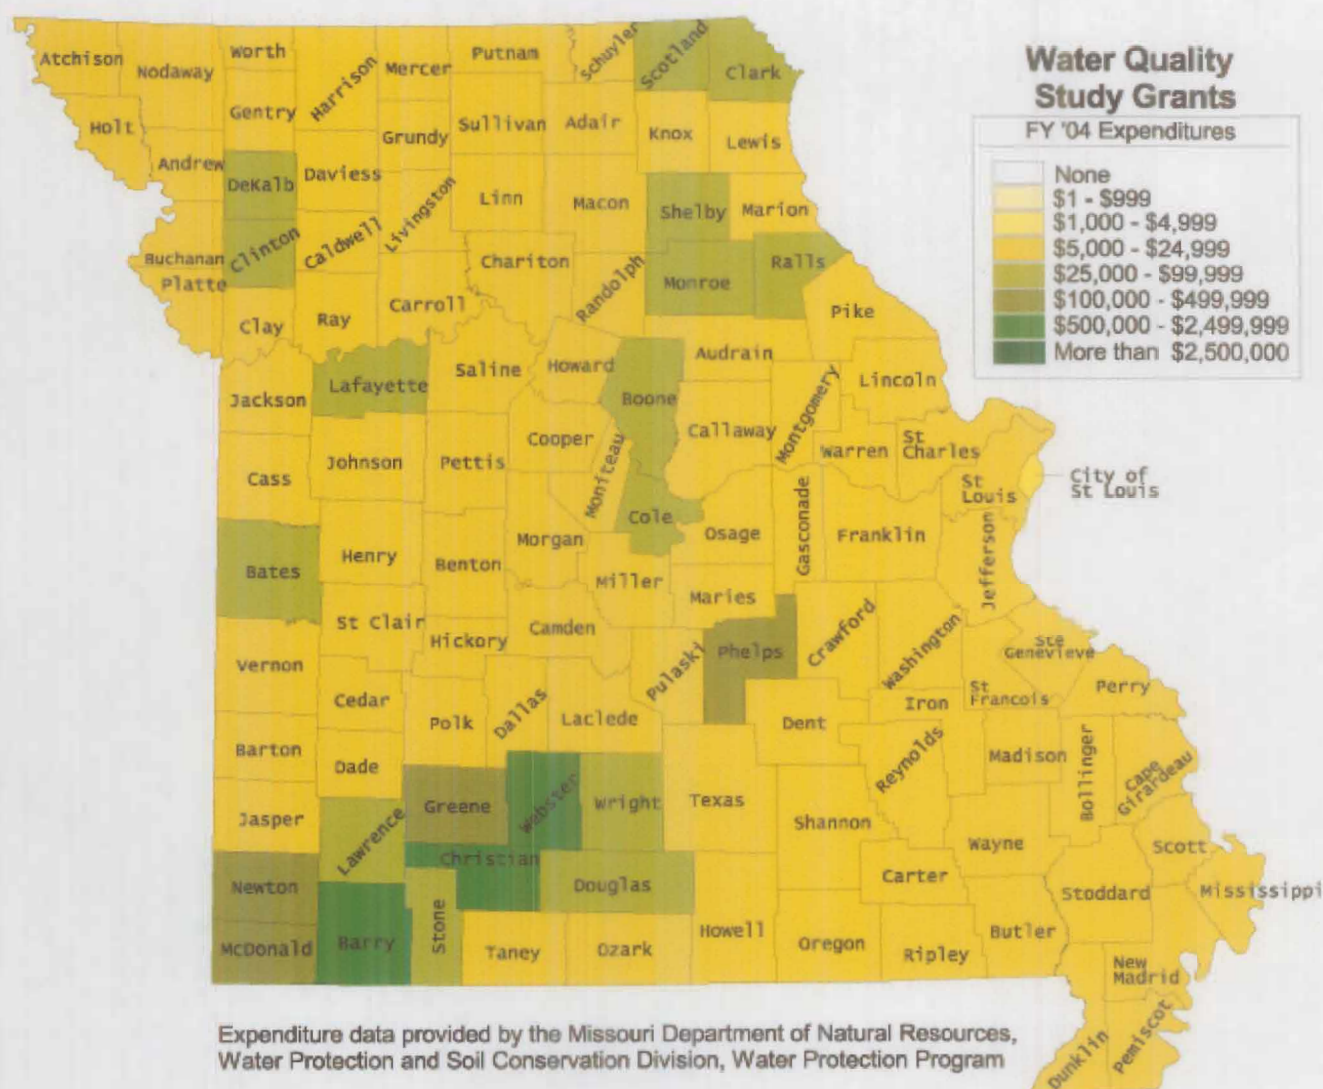 Water Quality
Study Grants
FY '04 Expenditures
None
$1 - $999
$1,000 - $4,999
$5,000 - $24,999
$25,000 - $99,999
$100,000 - $499,999
$500,000 - $2,499,999
More than $2,500,000
Atchison
Nodaway
Worth
Harrison
Mercer
Putnam
Schuyler
Scotland
Clark
Holt
Gentry
Grundy
Sullivan
Adair
Knox
Lewis
Andrew
DeKalb
Daviess
Livingston
Linn
Macon
Shelby
Marion
Buchanan
Clinton
Caldwell
Chariton
Randolph
Monroe
Ralls
Platte
Clay
Ray
Carroll
Pike
Jackson
Lafayette
Saline
Howard
Boone
Audrain
Montgomery
Lincoln
Cass
Johnson
Pettis
Cooper
Moniteau
Callaway
Warren
St
Charles
St
Louis
City of
St Louis
Bates
Henry
Benton
Morgan
Cole
Osage
Gasconade
Franklin
Jefferson
Miller
Maries
St Clair
Hickory
Camden
Pulaski
Phelps
Crawford
Washington
Ste
Genevieve
Vernon
Cedar
Polk
Dallas
Laclede
Dent
Iron
St
Francois
Perry
Barton
Dade
Reynolds
Madison
Bollinger
Cape
Girardeau
Jasper
Lawrence
Greene
Webster
Wright
Texas
Shannon
Wayne
Scott
Newton
Christian
Douglas
Carter
Stoddard
Mississippi
McDonald
Barry
Stone
Taney
Ozark
Howell
Oregon
Ripley
Butler
New
Madrid
Dunklin
Pemiscot
Expenditure data provided by the Missouri Department of Natural Resources,
Water Protection and Soil Conservation Division, Water Protection Program